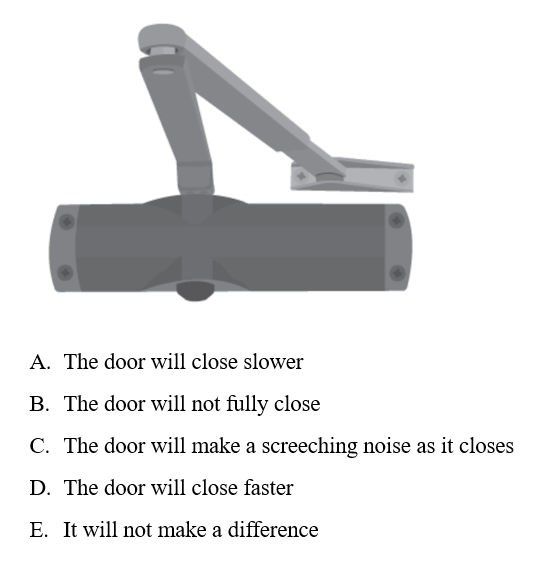 A. The door will close slower
B. The door will not fully close
C. The door will make a screeching noise as it closes
D. The door will close faster
E. It will not make a difference